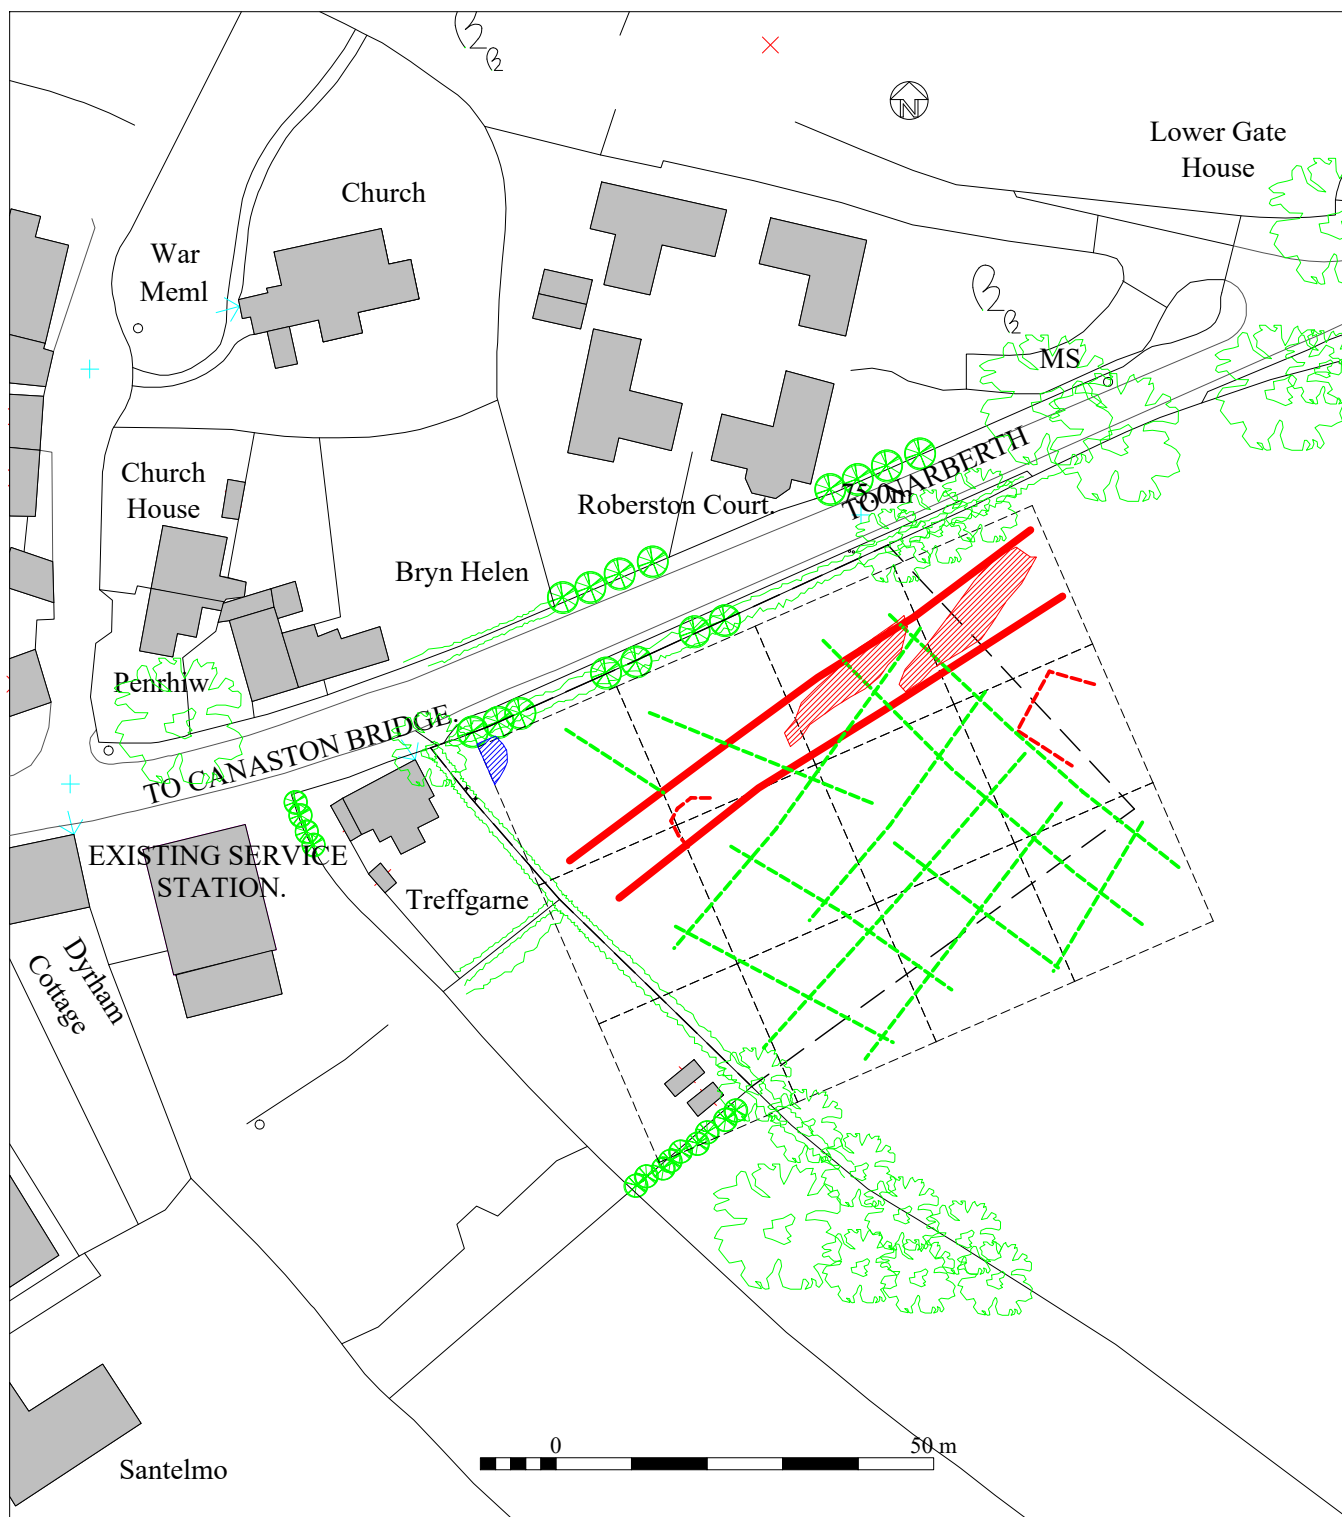 N
Lower Gate
House
Church
War
Meml
MS
TO NARBERTH
75.0m
Church
House
Roberston Court.
Bryn Helen
Penrhiw
TO CANASTON BRIDGE.
EXISTING SERVICE
STATION.
Treffgarne
Dyrham
Cottage
0
50 m
Santelmo